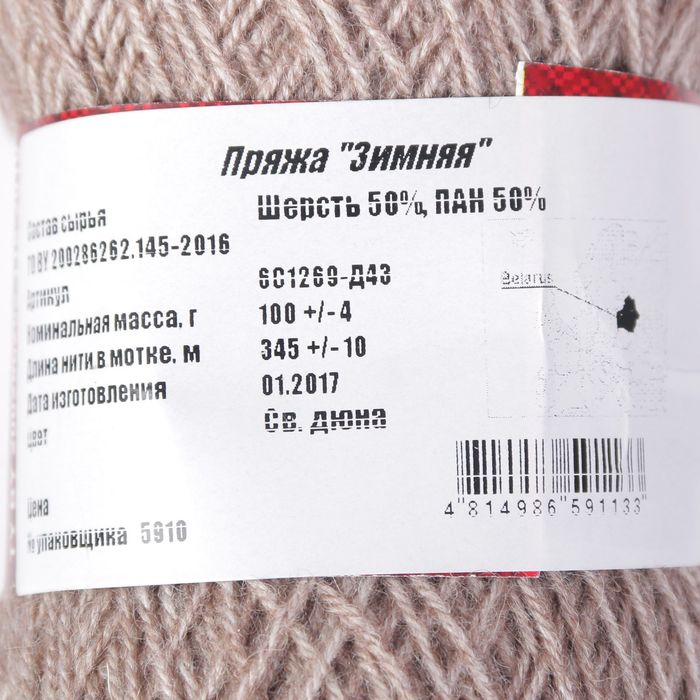 Пряжа "Зимняя"
Состав сырья Шерсть 50%, ПАН 50%
ТО BY 200286262.145-2016
Артикул 6С1269-Д43
Номинальная масса, г 100 +/-4
Длина нити в мотке, м 345 +/-10
Дата изготовления 01.2017
Цвет Св. дюна
Belarus
4 814986 591133
Цена
№ упаковщика 5910